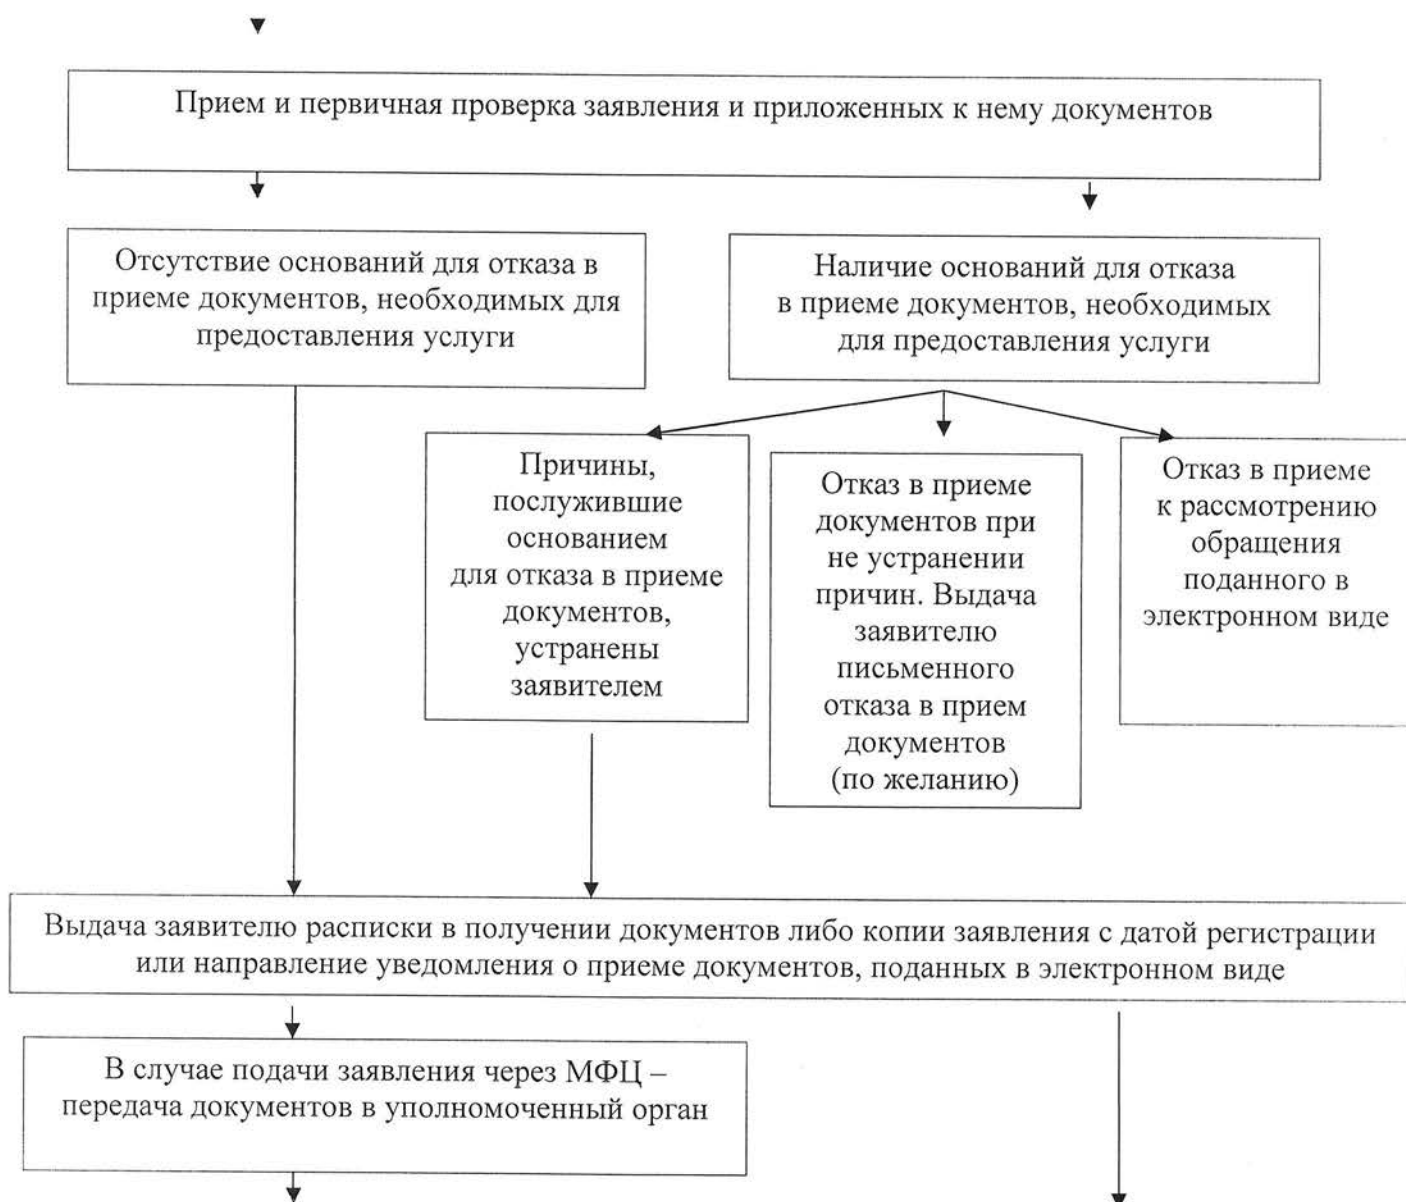 Прием и первичная проверка заявления и приложенных к нему документов
Отсутствие оснований для отказа в
приеме документов, необходимых для
предоставления услуги
Наличие оснований для отказа
в приеме документов, необходимых
для предоставления услуги
Причины,
послужившие
основанием
для отказа в приеме
документов,
устранены
заявителем
Отказ в приеме
документов при
не устранении
причин. Выдача
заявителю
письменного
отказа в прием
документов
(по желанию)
Отказ в приеме
к рассмотрению
обращения
поданного в
электронном виде
Выдача заявителю расписки в получении документов либо копии заявления с датой регистрации
или направление уведомления о приеме документов, поданных в электронном виде
В случае подачи заявления через МФЦ –
передача документов в уполномоченный орган